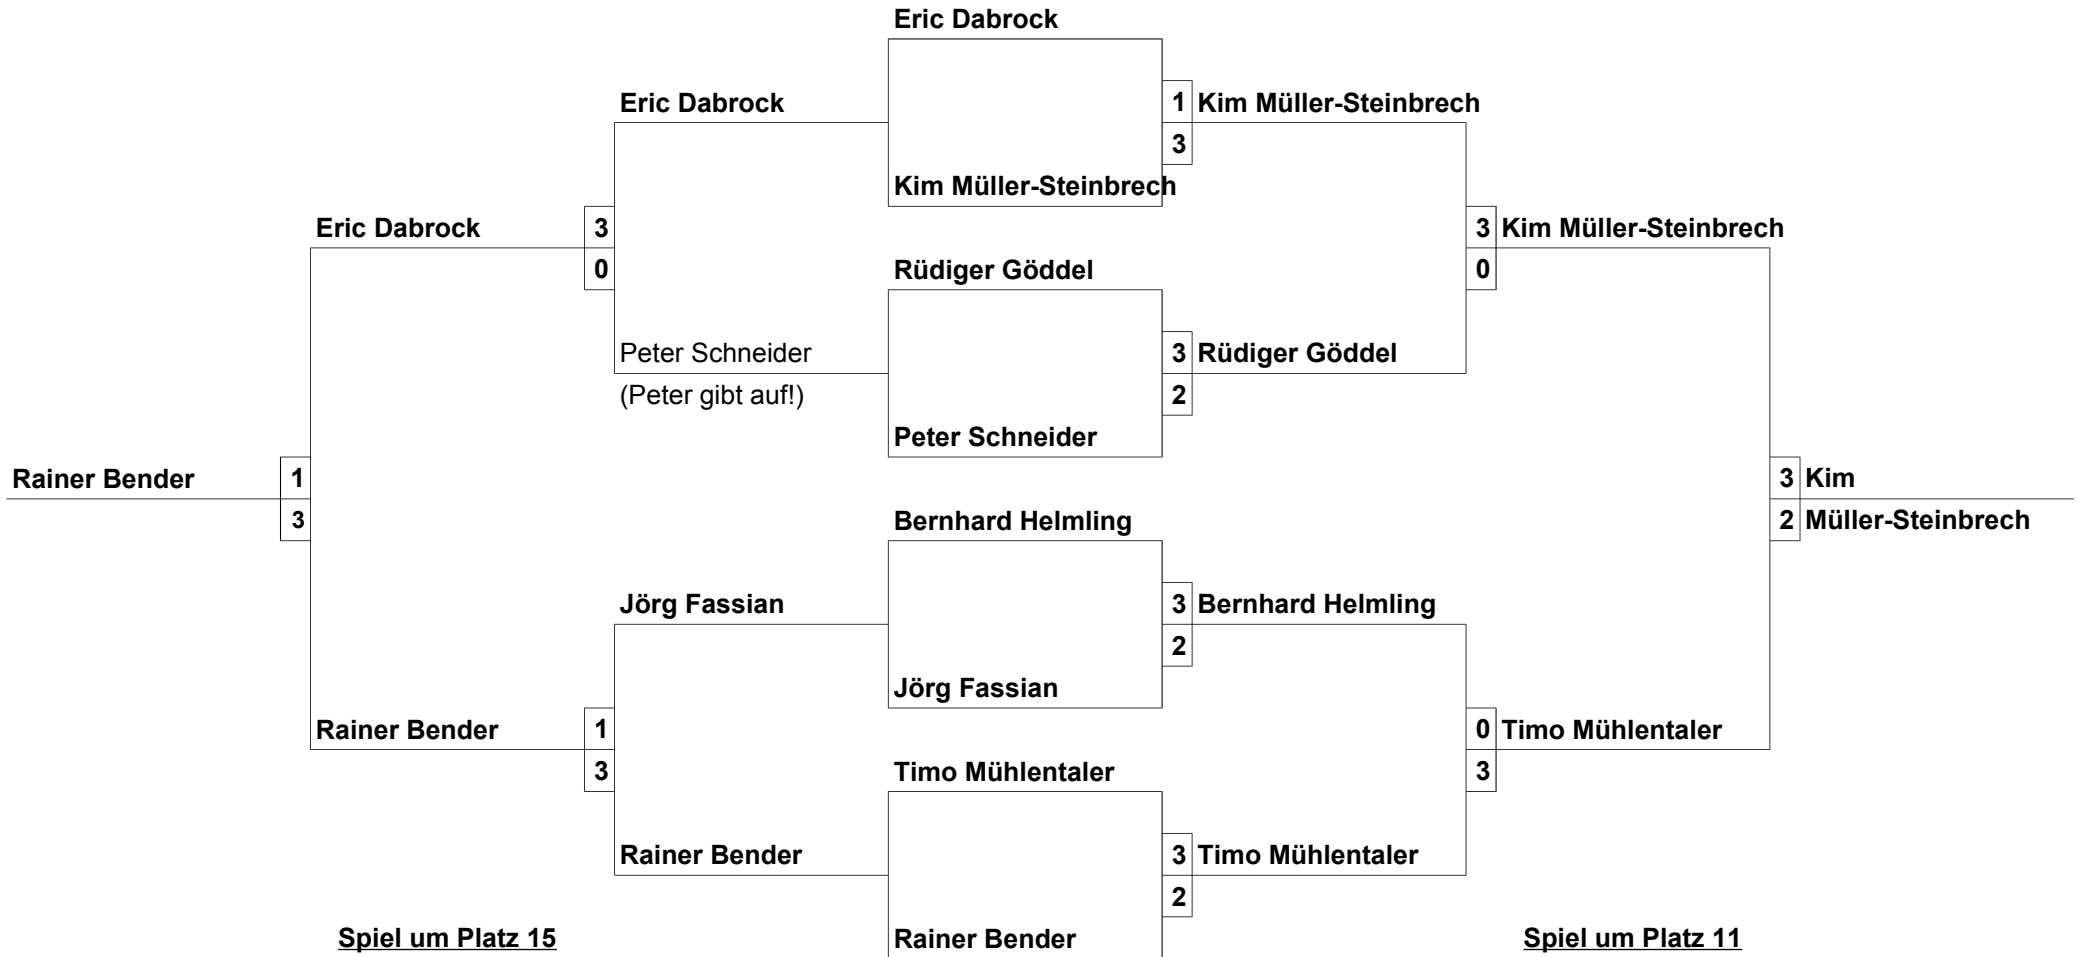 Eric Dabrock
Eric Dabrock
1 Kim Müller-Steinbrech
3
Kim Müller-Steinbrech
Eric Dabrock
3
3 Kim Müller-Steinbrech
0
Rüdiger Göddel
0
Peter Schneider
3 Rüdiger Göddel
(Peter gibt auf!)
2
Peter Schneider
Rainer Bender
1
3 Kim
3
Bernhard Helmling
2 Müller-Steinbrech
Jörg Fassian
3 Bernhard Helmling
2
Jörg Fassian
Rainer Bender
1
0 Timo Mühlentaler
3
Timo Mühlentaler
3
Rainer Bender
3 Timo Mühlentaler
2
Spiel um Platz 15
Rainer Bender
Spiel um Platz 11